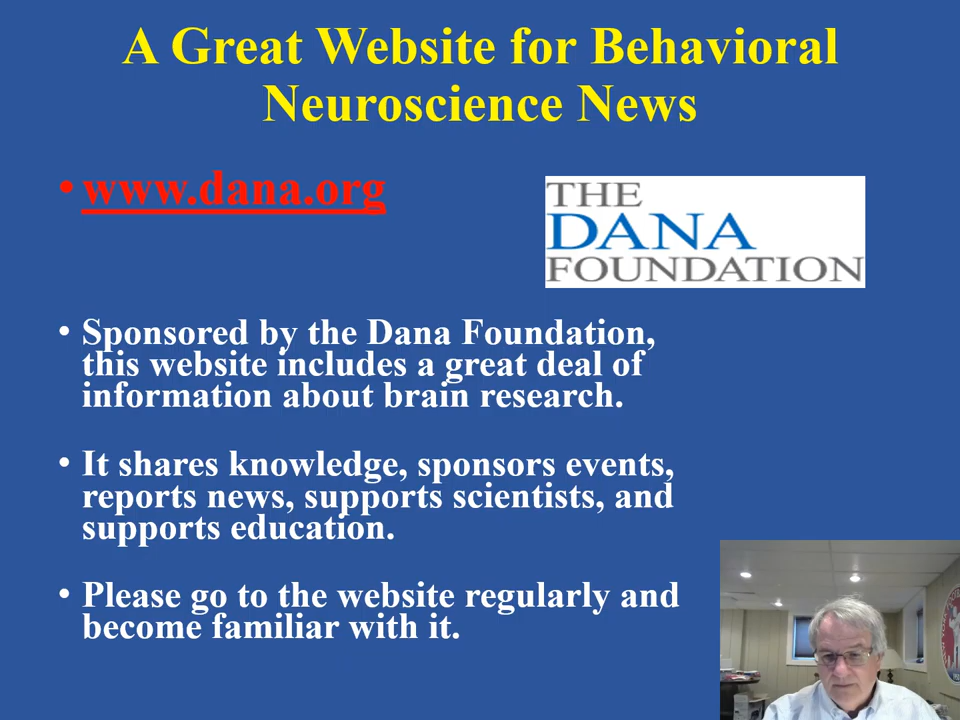 A Great Website for Behavioral
Neuroscience News
• www.dana.org
THE
DANA
FOUNDATION
• Sponsored by the Dana Foundation,
this website includes a great deal of
information about brain research.
• It shares knowledge, sponsors events,
reports news, supports scientists, and
supports education.
• Please go to the website regularly and
become familiar with it.